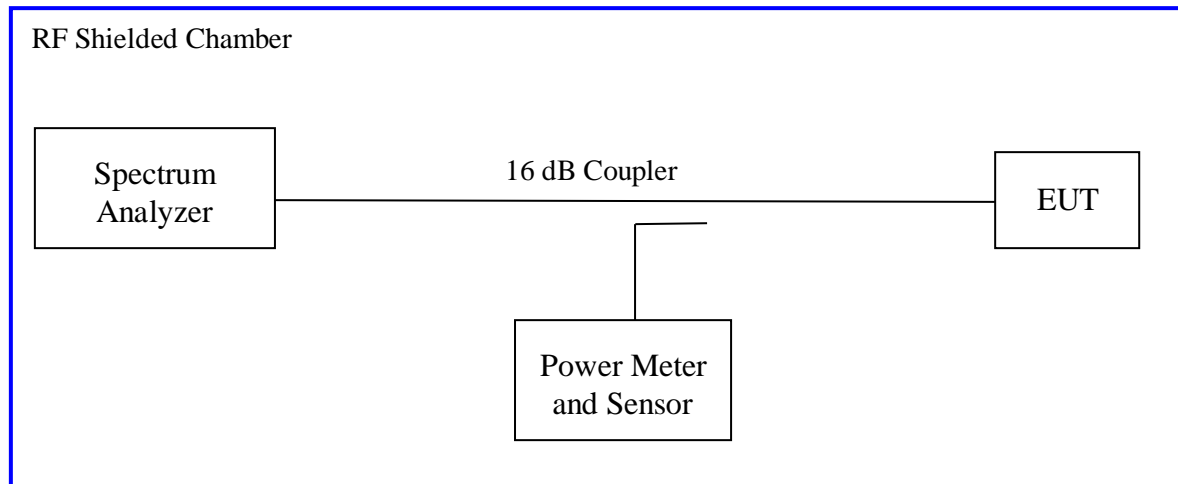 RF Shielded Chamber
Spectrum
Analyzer
16 dB Coupler
EUT
Power Meter
and Sensor